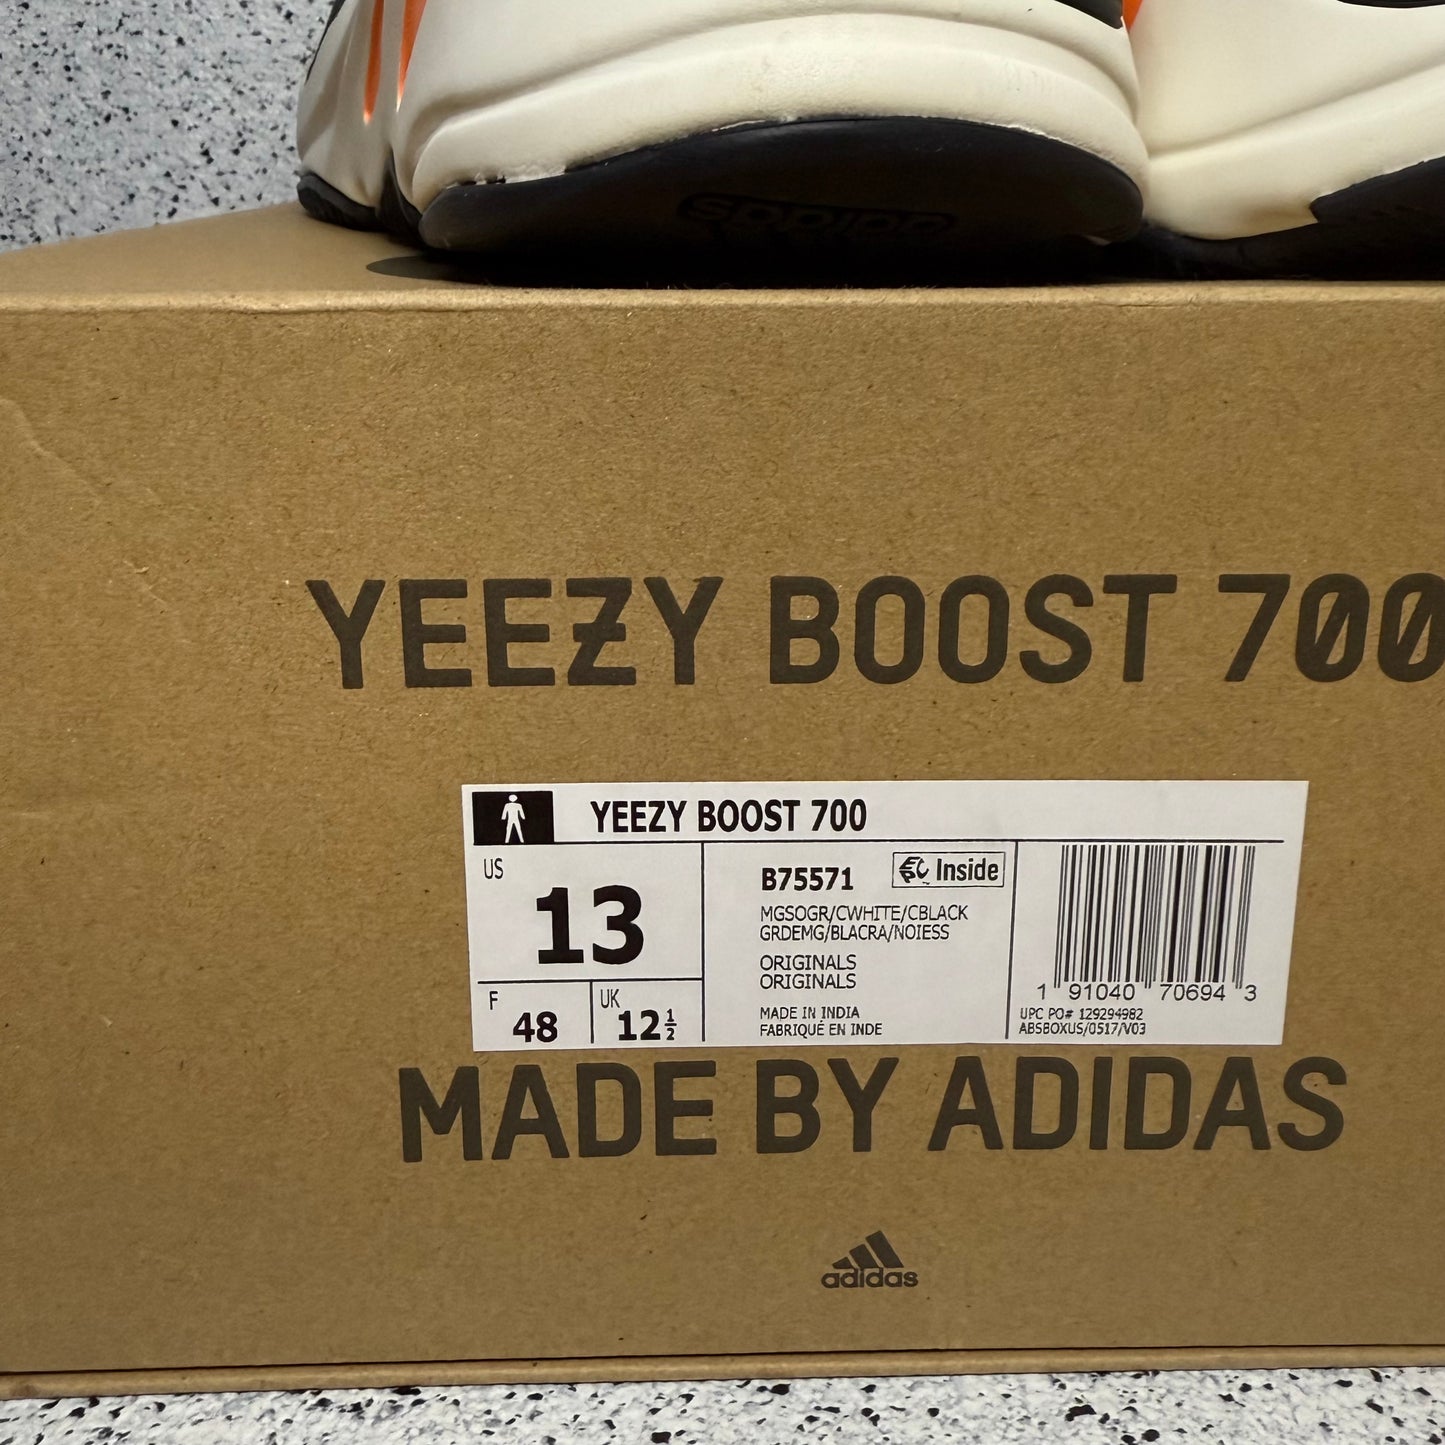 adidas
YEEZY BOOST 700
YEEZY BOOST 700
US
13
F
48
UK
12½
B75571
EPC Inside
MGSOGR/CWHITE/CBLACK
GRDEMG/BLACRA/NOIESS
ORIGINALS
ORIGINALS
MADE IN INDIA
FABRIQUÉ EN INDE
1 91040 70694 3
UPC PO# 129294982
ABSBOXUS/0517/V03
MADE BY ADIDAS
adidas